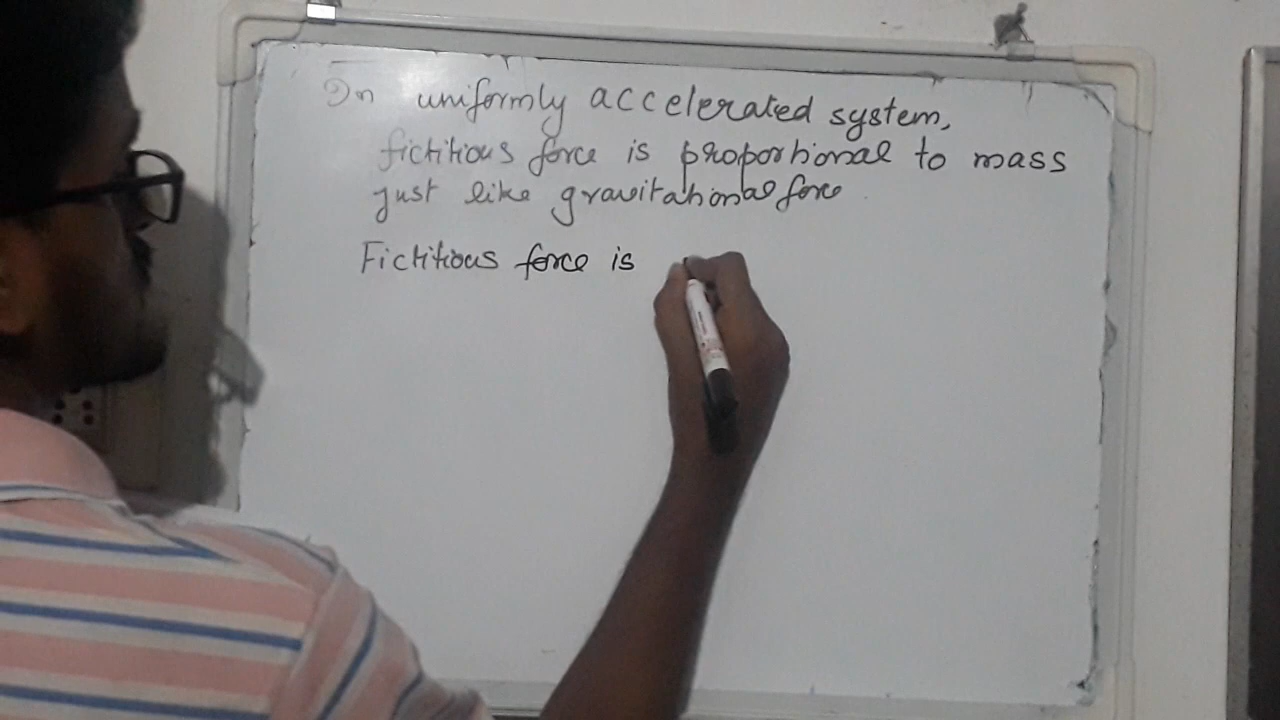 In uniformly accelerated system,
fictitious force is proportional to mass
just like gravitational force
Fictitious force is